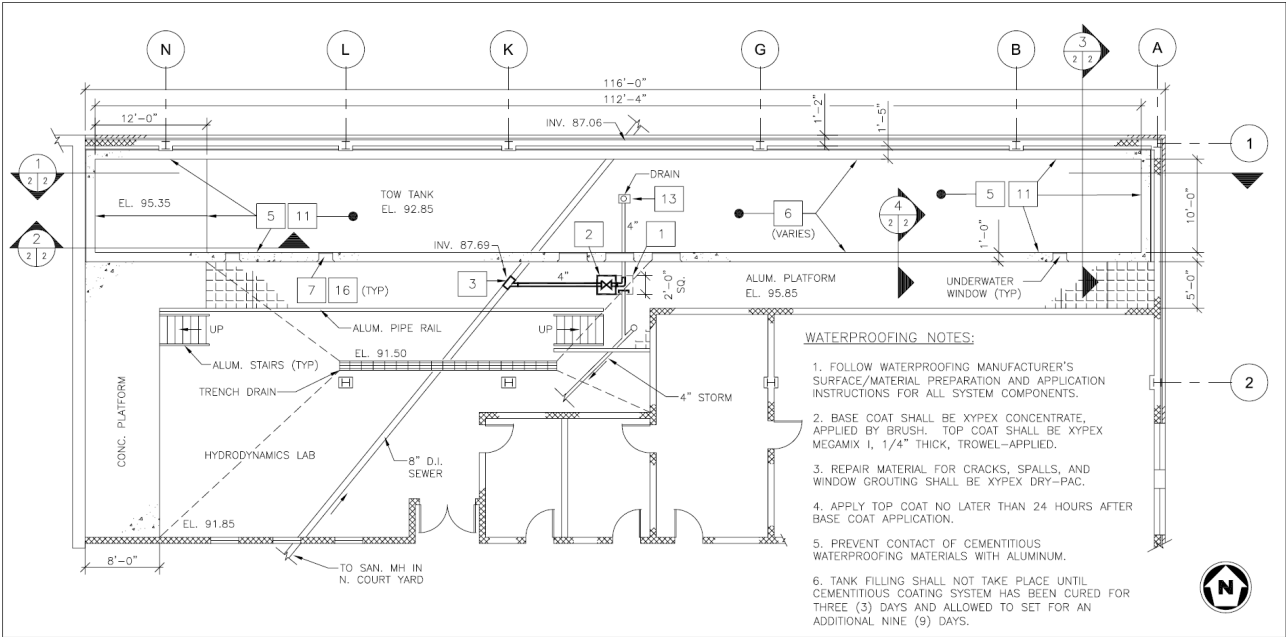 N
L
K
G
B
3
2 2
A
116'-0"
112'-4"
12'-0"
INV. 87.06
1'-2"
1'-5"
1
1
2 2
DRAIN
TOW TANK
EL. 92.85
EL. 95.35
5 11
13
6
(VARIES)
4
2 2
5 11
10'-0"
2
2 2
4"
INV. 87.69
2
1
1'-0"
3
4"
2'-0"
SQ.
7 16 (TYP)
ALUM. PLATFORM
EL. 95.85
UNDERWATER
WINDOW (TYP)
5'-0"
UP
ALUM. PIPE RAIL
UP
ALUM. STAIRS (TYP)
EL. 91.50
TRENCH DRAIN
4" STORM
2
CONC. PLATFORM
HYDRODYNAMICS LAB
8" D.I.
SEWER
EL. 91.85
8'-0"
TO SAN. MH IN
N. COURT YARD
WATERPROOFING NOTES:
1. FOLLOW WATERPROOFING MANUFACTURER'S
SURFACE/MATERIAL PREPARATION AND APPLICATION
INSTRUCTIONS FOR ALL SYSTEM COMPONENTS.
2. BASE COAT SHALL BE XYPEX CONCENTRATE,
APPLIED BY BRUSH. TOP COAT SHALL BE XYPEX
MEGAMIX I, 1/4" THICK, TROWEL-APPLIED.
3. REPAIR MATERIAL FOR CRACKS, SPALLS, AND
WINDOW GROUTING SHALL BE XYPEX DRY-PAC.
4. APPLY TOP COAT NO LATER THAN 24 HOURS AFTER
BASE COAT APPLICATION.
5. PREVENT CONTACT OF CEMENTITIOUS
WATERPROOFING MATERIALS WITH ALUMINUM.
6. TANK FILLING SHALL NOT TAKE PLACE UNTIL
CEMENTITIOUS COATING SYSTEM HAS BEEN CURED FOR
THREE (3) DAYS AND ALLOWED TO SET FOR AN
ADDITIONAL NINE (9) DAYS.
N